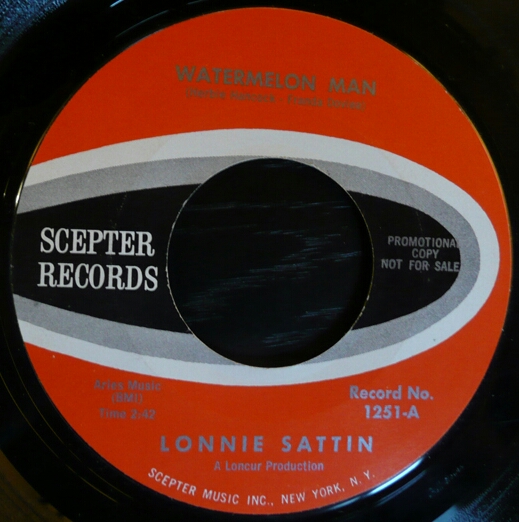 WATERMELON MAN
SCEPTER
RECORDS
PROMOTIONAL
COPY
NOT FOR SALE
Aries Music
(BMI)
Time 2.42
Record No.
1251-A
LONNIE SATTIN
A Loncur Production
SCEPTER MUSIC INC., NEW YORK, N.Y.